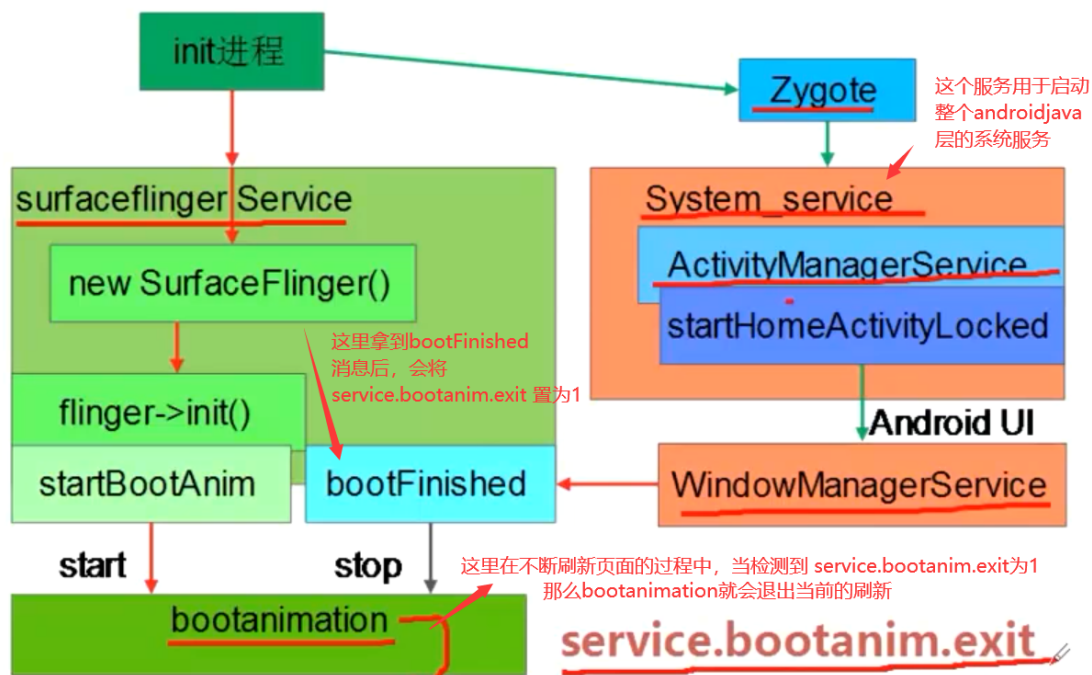 init进程
Zygote
这个服务用于启动
整个androidjava
层的系统服务
surfaceflinger Service
System_service
new SurfaceFlinger()
ActivityManagerService
startHomeActivityLocked
这里拿到bootFinished
消息后，会将
service.bootanim.exit 置为1
flinger->init()
Android UI
startBootAnim
bootFinished
WindowManagerService
start
stop
这里在不断刷新页面的过程中，当检测到 service.bootanim.exit为1
那么bootanimation就会退出当前的刷新
bootanimation
service.bootanim.exit